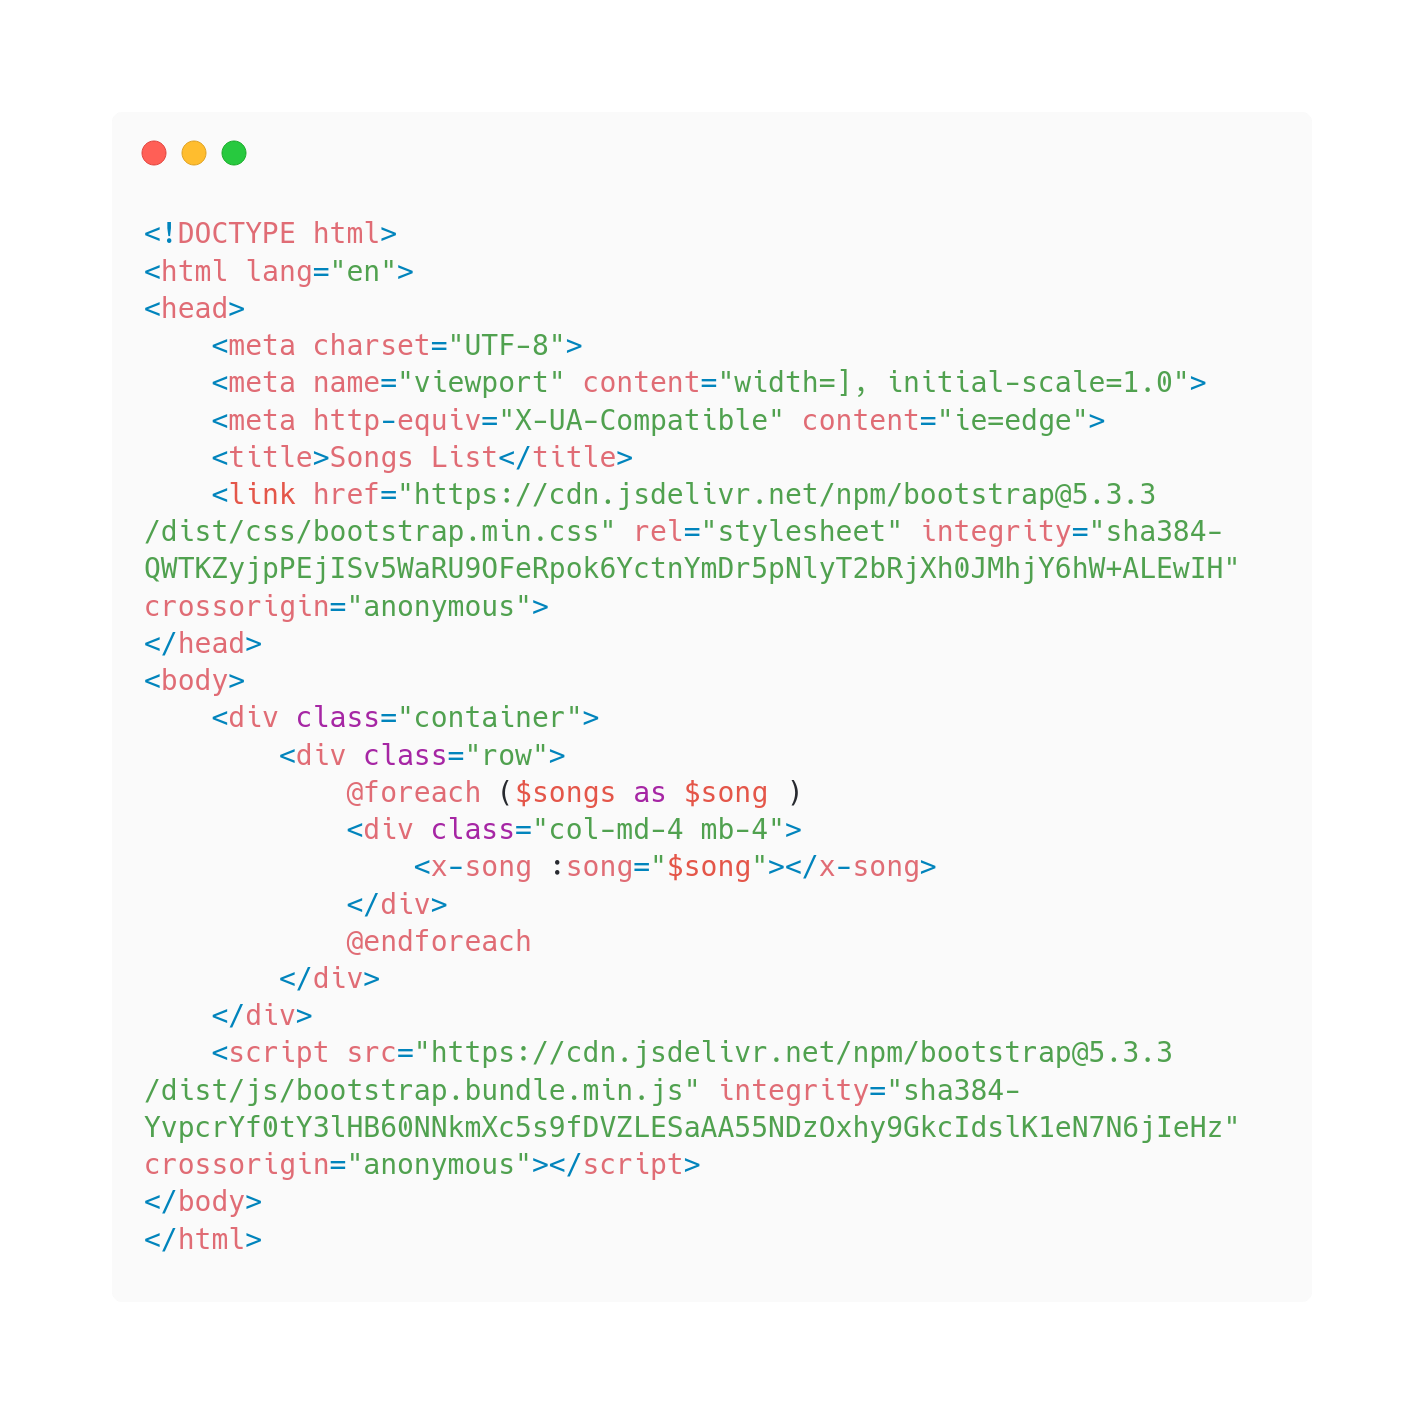 <!DOCTYPE html>
<html lang="en">
<head>
    <meta charset="UTF-8">
    <meta name="viewport" content="width=], initial-scale=1.0">
    <meta http-equiv="X-UA-Compatible" content="ie=edge">
    <title>Songs List</title>
    <link href="https://cdn.jsdelivr.net/npm/bootstrap@5.3.3
/dist/css/bootstrap.min.css" rel="stylesheet" integrity="sha384-
QWTKZyjpPEjISv5WaRU9OFeRpok6YctnYmDr5pNlyT2bRjXh0JMhjY6hW+ALEwIH"
crossorigin="anonymous">
</head>
<body>
    <div class="container">
        <div class="row">
            @foreach ($songs as $song )
            <div class="col-md-4 mb-4">
                <x-song :song="$song"></x-song>
            </div>
            @endforeach
        </div>
    </div>
    <script src="https://cdn.jsdelivr.net/npm/bootstrap@5.3.3
/dist/js/bootstrap.bundle.min.js" integrity="sha384-
YvpcrYf0tY3lHB60NNkmXc5s9fDVZLESaAA55NDzOxhy9GkcIdslK1eN7N6jIeHz"
crossorigin="anonymous"></script>
</body>
</html>